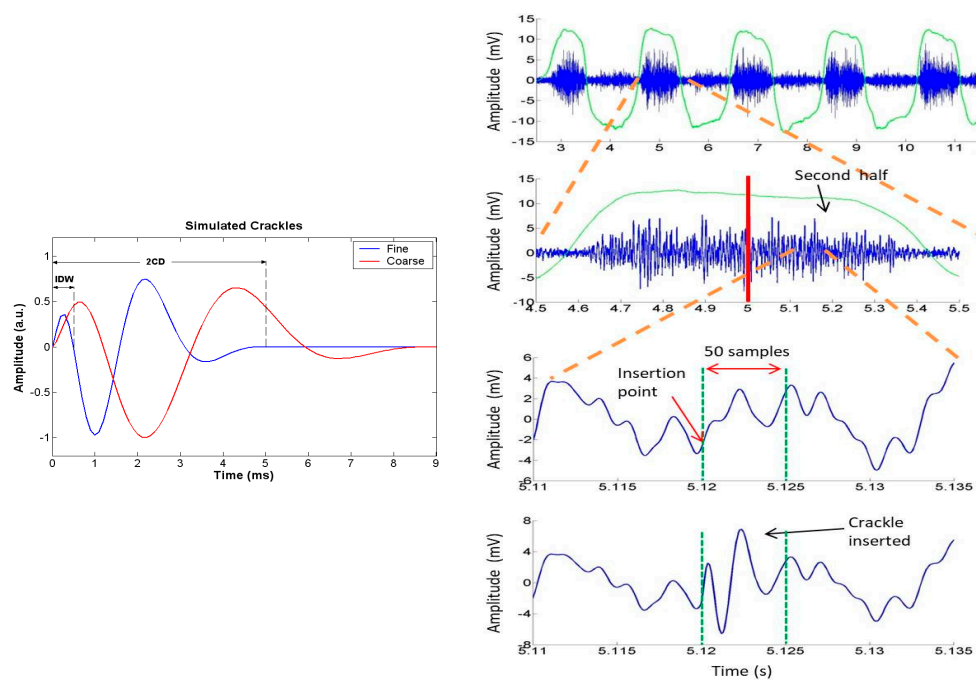 Simulated Crackles
Amplitude (a.u.)
1
0.5
0
-0.5
-1
2CD
IDW
Fine
Coarse
0 1 2 3 4 5 6 7 8 9
Time (ms)
Amplitude (mV)
15
10
5
0
-5
-10
-15
3 4 5 6 7 8 9 10 11
Amplitude (mV)
15
10
5
0
-5
-10
Second half
4.5 4.6 4.7 4.8 4.9 5 5.1 5.2 5.3 5.4 5.5
Amplitude (mV)
6
4
2
0
-2
-4
6
50 samples
Insertion
point
5.11 5.115 5.12 5.125 5.13 5.135
Amplitude (mV)
8
4
0
-4
-8
Crackle
inserted
5.11 5.115 5.12 5.125 5.13 5.135
Time (s)